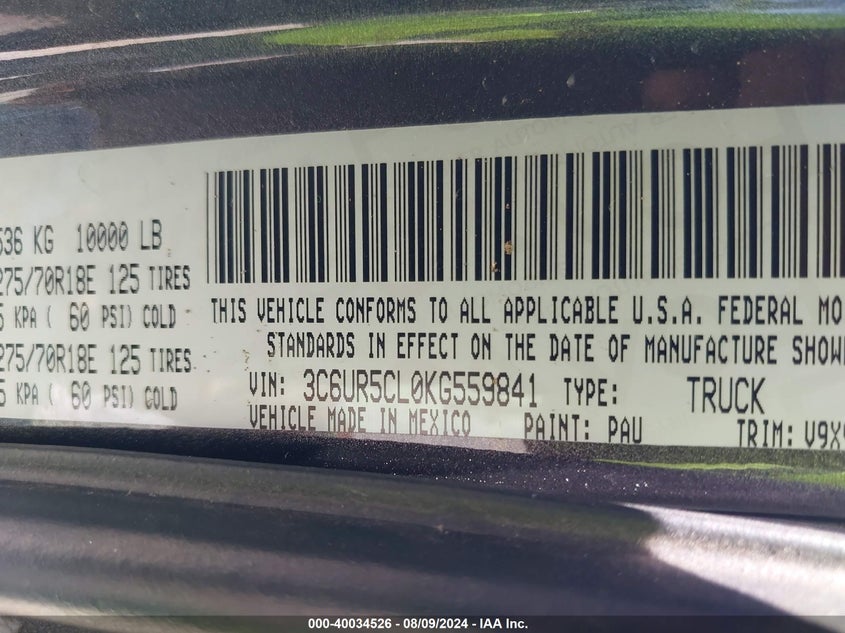 536 KG 10000 LB
275/70R18E 125 TIRES
5 KPA ( 60 PSI) COLD
275/70R18E 125 TIRES
5 KPA ( 60 PSI) COLD
THIS VEHICLE CONFORMS TO ALL APPLICABLE U.S.A. FEDERAL MO
STANDARDS IN EFFECT ON THE DATE OF MANUFACTURE SHOW
VIN: 3C6UR5CL0KG559841 TYPE: TRUCK
VEHICLE MADE IN MEXICO PAINT: PAU TRIM: V9X
000-40034526 - 08/09/2024 - IAA Inc.